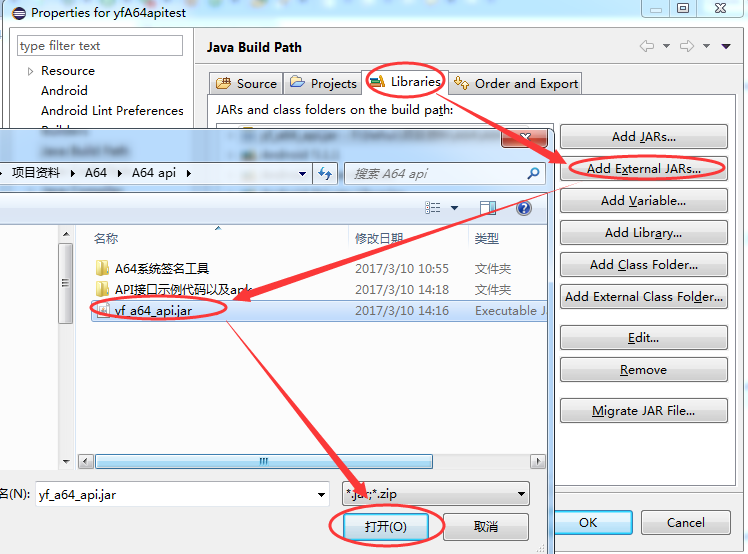 Properties for yfA64apitest
type filter text
Java Build Path
Resource
Android
Android Lint Preferences
Source
Projects
Libraries
Order and Export
JARs and class folders on the build path:
Add JARs...
Add External JARs...
Add Variable...
Add Library...
Add Class Folder...
Add External Class Folder...
Edit...
Remove
Migrate JAR File...
项目资料 A64 A64 api
搜索 A64 api
名称 修改日期 类型
A64系统签名工具 2017/3/10 10:55 文件夹
API接口示例代码以及apk 2017/3/10 14:18 文件夹
yf_a64_api.jar 2017/3/10 14:16 Executable J
名(N): yf_a64_api.jar
*.jar;*.zip
打开(O) 取消
OK Cancel